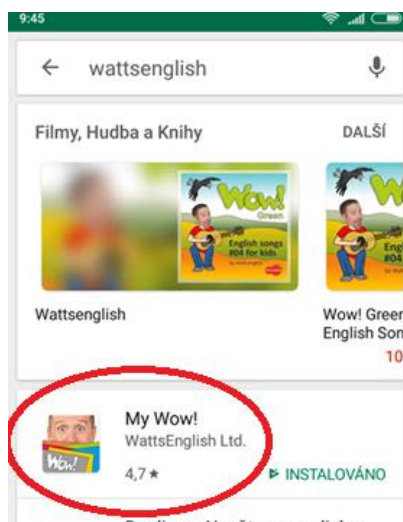 9:45
wattsenglish
Filmy, Hudba a Knihy
DALŠÍ
Wow!
Green
English songs
#04 for kids
Wattsenglish
Wow! Green
English Son
10
My Wow!
WattsEnglish Ltd.
4,7★
INSTALOVÁNO
Wow!